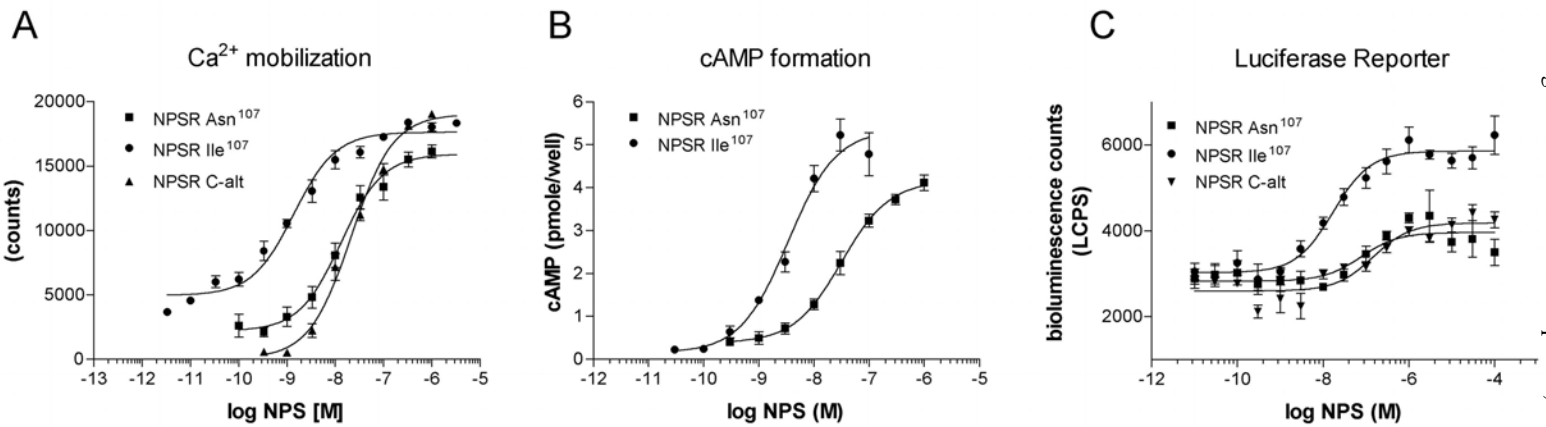 A
Ca2+ mobilization
(counts)
20000
15000
10000
5000
0
NPSR Asn107
NPSR Ile107
NPSR C-alt
-13 -12 -11 -10 -9 -8 -7 -6 -5
log NPS [M]
B
cAMP formation
cAMP (pmole/well)
6
5
4
3
2
1
0
NPSR Asn107
NPSR Ile107
-12 -11 -10 -9 -8 -7 -6 -5
log NPS (M)
C
Luciferase Reporter
bioluminescence counts
(LCPS)
6000
4000
2000
NPSR Asn107
NPSR Ile107
NPSR C-alt
-12 -10 -8 -6 -4
log NPS (M)